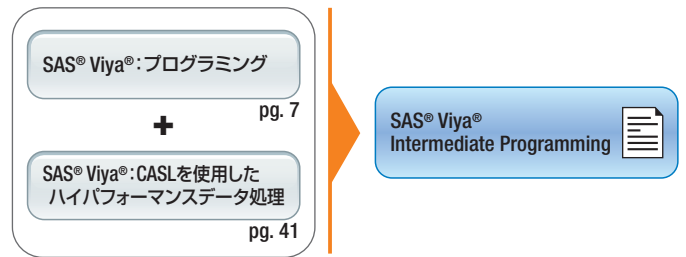 SAS® Viya®：プログラミング
pg. 7
+
SAS® Viya®：CASLを使用した
ハイパフォーマンスデータ処理
pg. 41
SAS® Viya®
Intermediate Programming